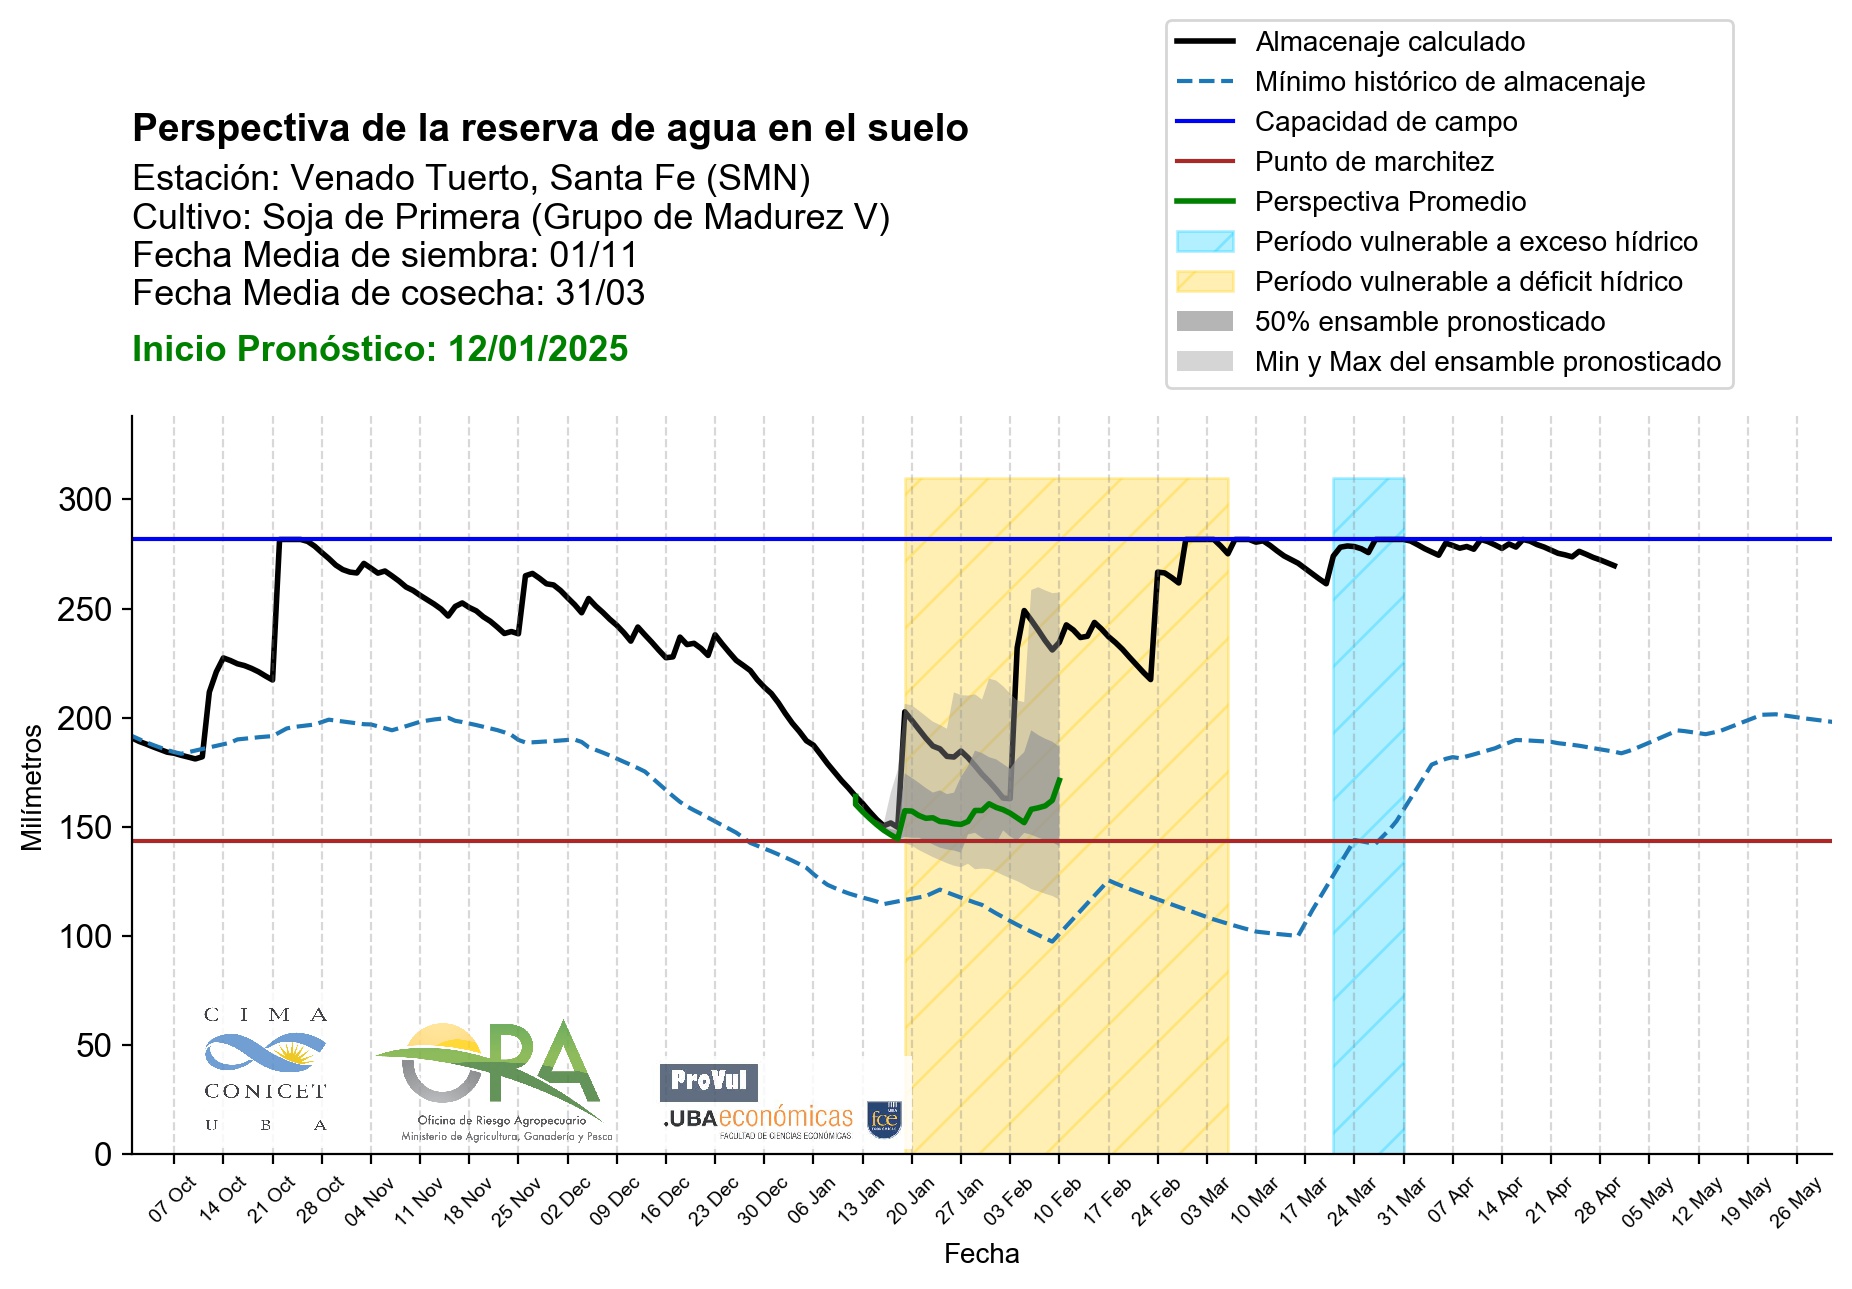 Almacenaje calculado
Mínimo histórico de almacenaje
Capacidad de campo
Punto de marchitez
Perspectiva Promedio
Período vulnerable a exceso hídrico
Período vulnerable a déficit hídrico
50% ensamble pronosticado
Min y Max del ensamble pronosticado
Perspectiva de la reserva de agua en el suelo
Estación: Venado Tuerto, Santa Fe (SMN)
Cultivo: Soja de Primera (Grupo de Madurez V)
Fecha Media de siembra: 01/11
Fecha Media de cosecha: 31/03
Inicio Pronóstico: 12/01/2025
Milímetros
300
250
200
150
100
50
0
CIMA
CONICET
UBA
ORA
Oficina de Riesgo Agropecuario
Ministerio de Agricultura, Ganadería y Pesca
ProVul
.UBAeconómicas
FACULTAD DE CIENCIAS ECONÓMICAS
UBA
fce
07 Oct
14 Oct
21 Oct
28 Oct
04 Nov
11 Nov
18 Nov
25 Nov
02 Dec
09 Dec
16 Dec
23 Dec
30 Dec
06 Jan
13 Jan
20 Jan
27 Jan
03 Feb
10 Feb
17 Feb
24 Feb
03 Mar
10 Mar
17 Mar
24 Mar
31 Mar
07 Apr
14 Apr
21 Apr
28 Apr
05 May
12 May
19 May
26 May
Fecha